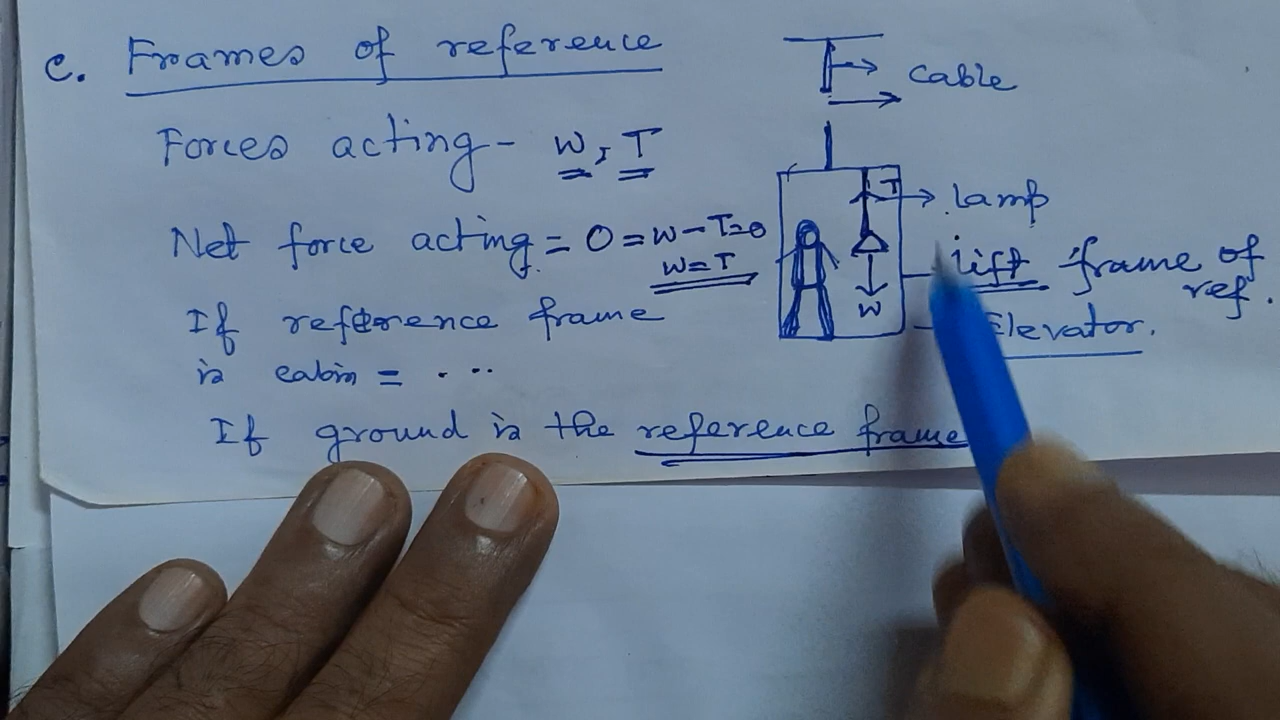 c. Frames of reference
Forces acting - W, T
Net force acting = 0 = W - T = 0
W = T
If reference frame
is cabin = . . .
If ground is the reference frame
cable
T
lamp
W
lift frame of
ref.
Elevator.